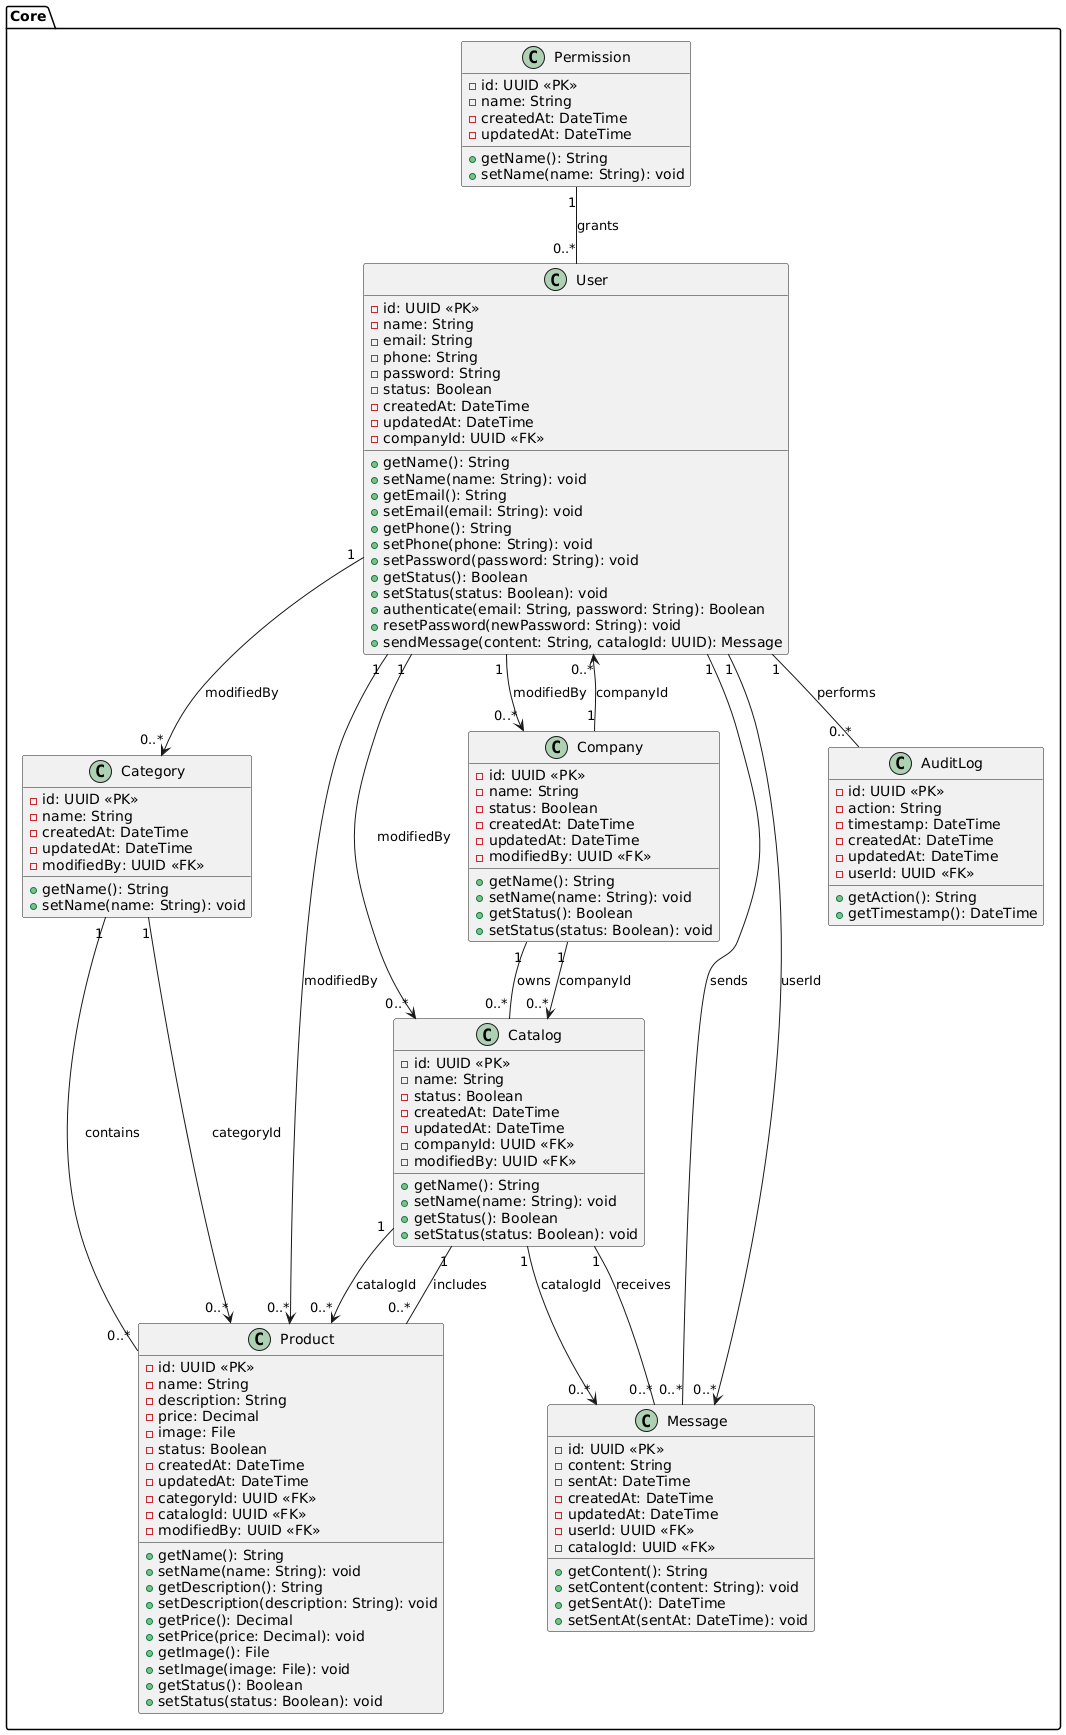 Core
C Permission
id: UUID «PK»
name: String
createdAt: DateTime
updatedAt: DateTime
getName(): String
setName(name: String): void
1
grants
0..*
C User
id: UUID «PK»
name: String
email: String
phone: String
password: String
status: Boolean
createdAt: DateTime
updatedAt: DateTime
companyId: UUID «FK»
getName(): String
setName(name: String): void
getEmail(): String
setEmail(email: String): void
getPhone(): String
setPhone(phone: String): void
setPassword(password: String): void
getStatus(): Boolean
setStatus(status: Boolean): void
authenticate(email: String, password: String): Boolean
resetPassword(newPassword: String): void
sendMessage(content: String, catalogId: UUID): Message
1
1 1 1 0..* 1 1 1
modifiedBy modifiedBy companyId performs
0..* 0..* 1 0..*
C Category
id: UUID «PK»
name: String
createdAt: DateTime
updatedAt: DateTime
modifiedBy: UUID «FK»
getName(): String
setName(name: String): void
modifiedBy
C Company
id: UUID «PK»
name: String
status: Boolean
createdAt: DateTime
updatedAt: DateTime
modifiedBy: UUID «FK»
getName(): String
setName(name: String): void
getStatus(): Boolean
setStatus(status: Boolean): void
C AuditLog
id: UUID «PK»
action: String
timestamp: DateTime
createdAt: DateTime
updatedAt: DateTime
userId: UUID «FK»
getAction(): String
getTimestamp(): DateTime
1 1 1 1
modifiedBy owns companyId sends userId
0..* 0..* 0..*
C Catalog
id: UUID «PK»
name: String
status: Boolean
createdAt: DateTime
updatedAt: DateTime
companyId: UUID «FK»
modifiedBy: UUID «FK»
getName(): String
setName(name: String): void
getStatus(): Boolean
setStatus(status: Boolean): void
contains categoryId
1 1 1 1
catalogId includes catalogId receives
0..* 0..* 0..* 0..*
0..*
0..* 0..* 0..* 0..*
C Product
id: UUID «PK»
name: String
description: String
price: Decimal
image: File
status: Boolean
createdAt: DateTime
updatedAt: DateTime
categoryId: UUID «FK»
catalogId: UUID «FK»
modifiedBy: UUID «FK»
getName(): String
setName(name: String): void
getDescription(): String
setDescription(description: String): void
getPrice(): Decimal
setPrice(price: Decimal): void
getImage(): File
setImage(image: File): void
getStatus(): Boolean
setStatus(status: Boolean): void
C Message
id: UUID «PK»
content: String
sentAt: DateTime
createdAt: DateTime
updatedAt: DateTime
userId: UUID «FK»
catalogId: UUID «FK»
getContent(): String
setContent(content: String): void
getSentAt(): DateTime
setSentAt(sentAt: DateTime): void